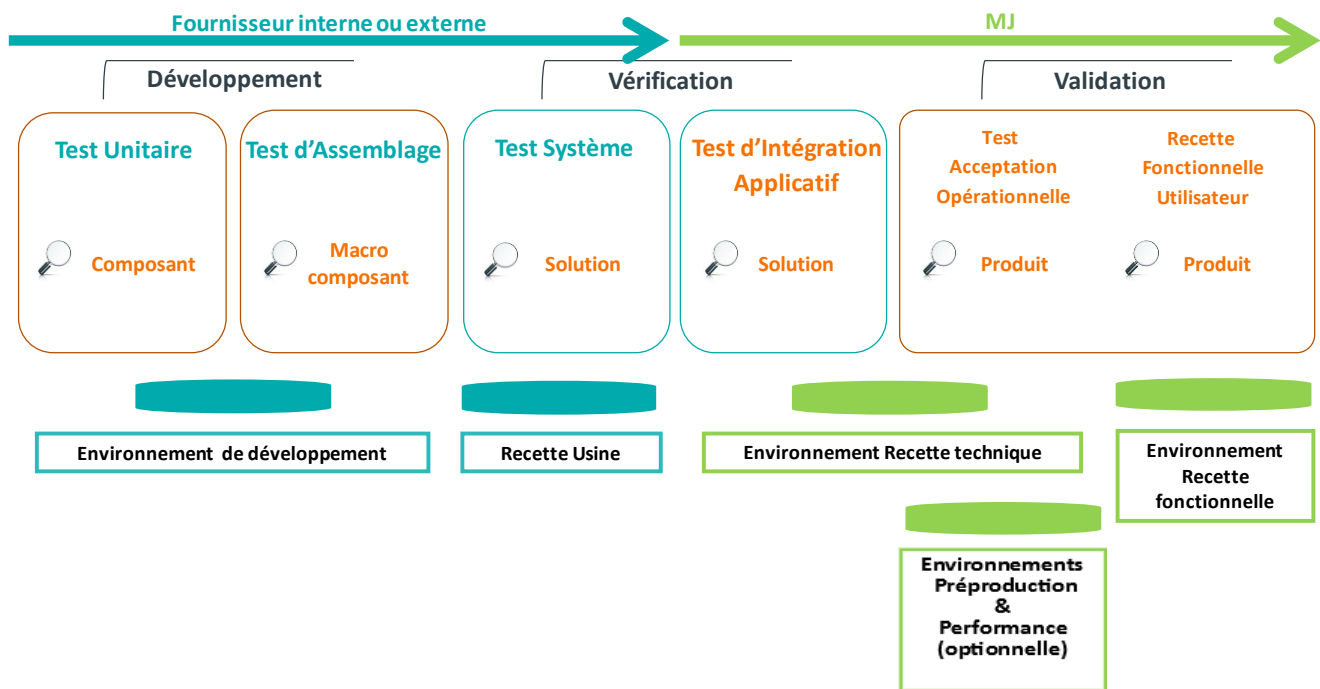 Fournisseur interne ou externe
MJ
Développement
Vérification
Validation
Test Unitaire
Composant
Test d’Assemblage
Macro
composant
Test Système
Solution
Test d’Intégration
Applicatif
Solution
Test
Acceptation
Opérationnelle
Produit
Recette
Fonctionnelle
Utilisateur
Produit
Environnement de développement
Recette Usine
Environnement Recette technique
Environnement
Recette
fonctionnelle
Environnements
Préproduction
&
Performance
(optionnelle)